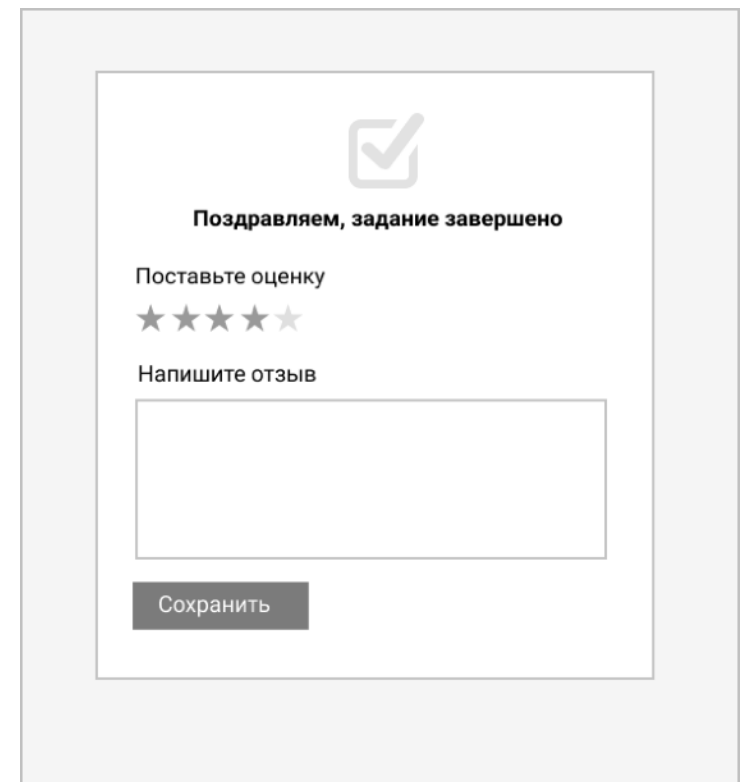 Поздравляем, задание завершено
Поставьте оценку
Напишите отзыв
Сохранить